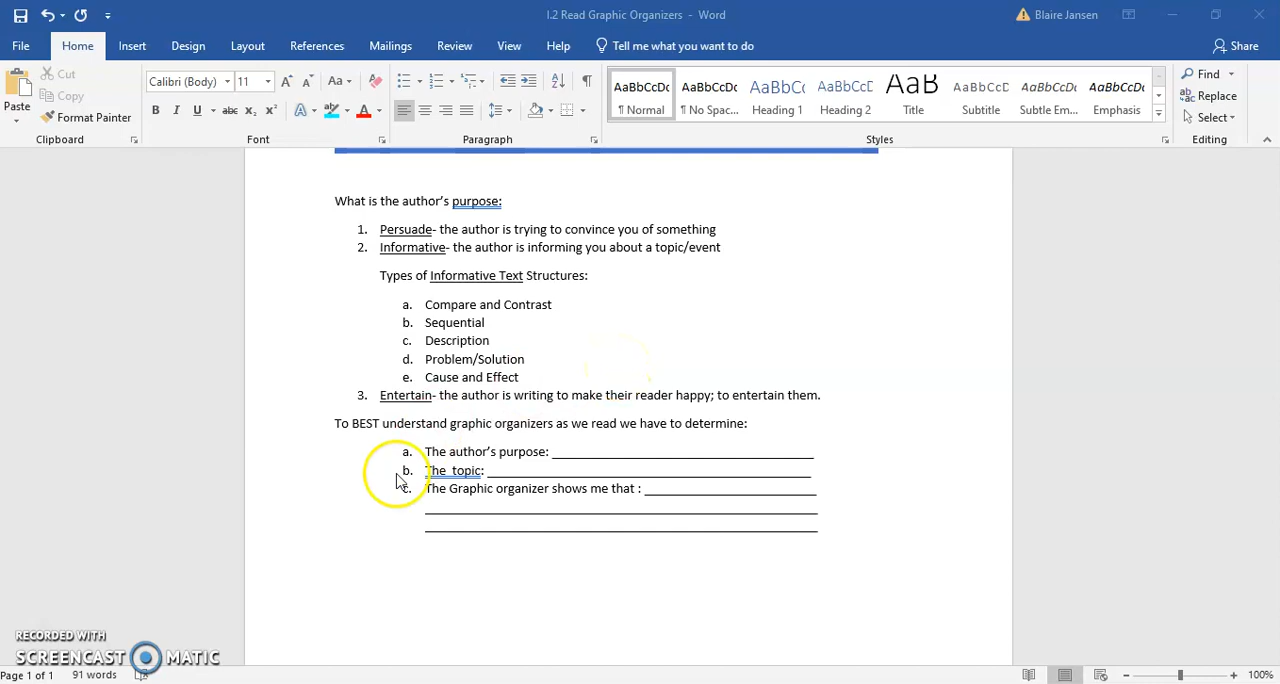 I.2 Read Graphic Organizers - Word
Blaire Jansen
File Home Insert Design Layout References Mailings Review View Help Tell me what you want to do Share
Cut
Copy
Paste
Format Painter
Clipboard
Calibri (Body) 11 Aa
B I U abc X₂ X² A A
Font
Paragraph
AaBbCcDc AaBbCcDc AaBbCc AaBbCcD AaB AaBbCcD AaBbCcDc AaBbCcDc
¶ Normal ¶ No Spac... Heading 1 Heading 2 Title Subtitle Subtle Em... Emphasis
Styles
Find
Replace
Select
Editing
What is the author's purpose:
1. Persuade- the author is trying to convince you of something
2. Informative- the author is informing you about a topic/event
Types of Informative Text Structures:
a. Compare and Contrast
b. Sequential
c. Description
d. Problem/Solution
e. Cause and Effect
3. Entertain- the author is writing to make their reader happy; to entertain them.
To BEST understand graphic organizers as we read we have to determine:
a. The author's purpose:
b. The topic:
c. The Graphic organizer shows me that :
RECORDED WITH
SCREENCAST MATIC
Page 1 of 1 91 words 100%